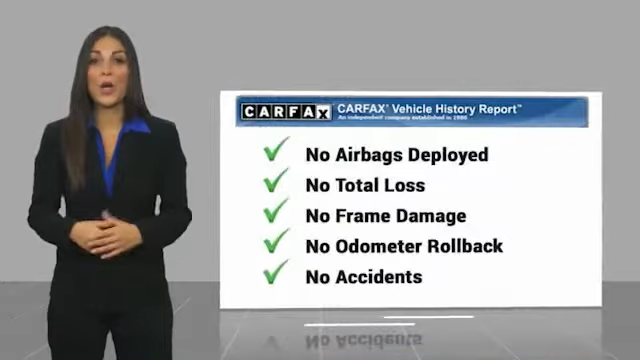 CARFAX CARFAX® Vehicle History Report™
An independent company established in 1986
No Airbags Deployed
No Total Loss
No Frame Damage
No Odometer Rollback
No Accidents